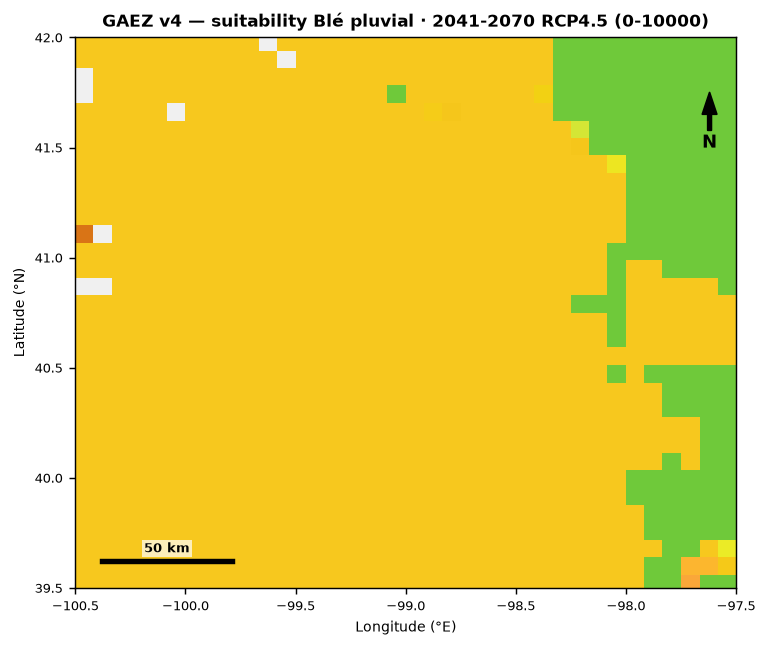 GAEZ v4 — suitability Blé pluvial · 2041-2070 RCP4.5 (0-10000)
42.0
41.5
41.0
40.5
40.0
39.5
Latitude (°N)
N
50 km
−100.5 −100.0 −99.5 −99.0 −98.5 −98.0 −97.5
Longitude (°E)